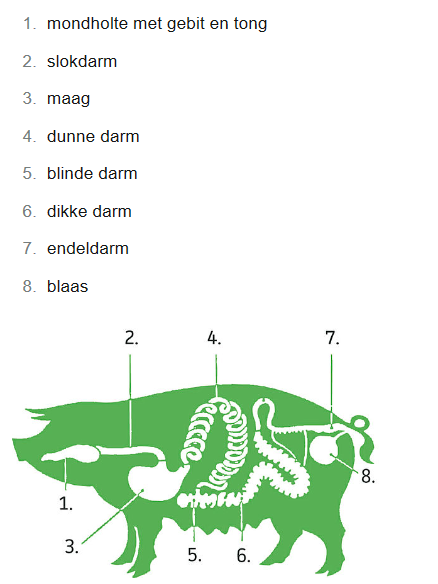 1. mondholte met gebit en tong
2. slokdarm
3. maag
4. dunne darm
5. blinde darm
6. dikke darm
7. endeldarm
8. blaas
2. 4. 7.
8.
1.
3. 5. 6.